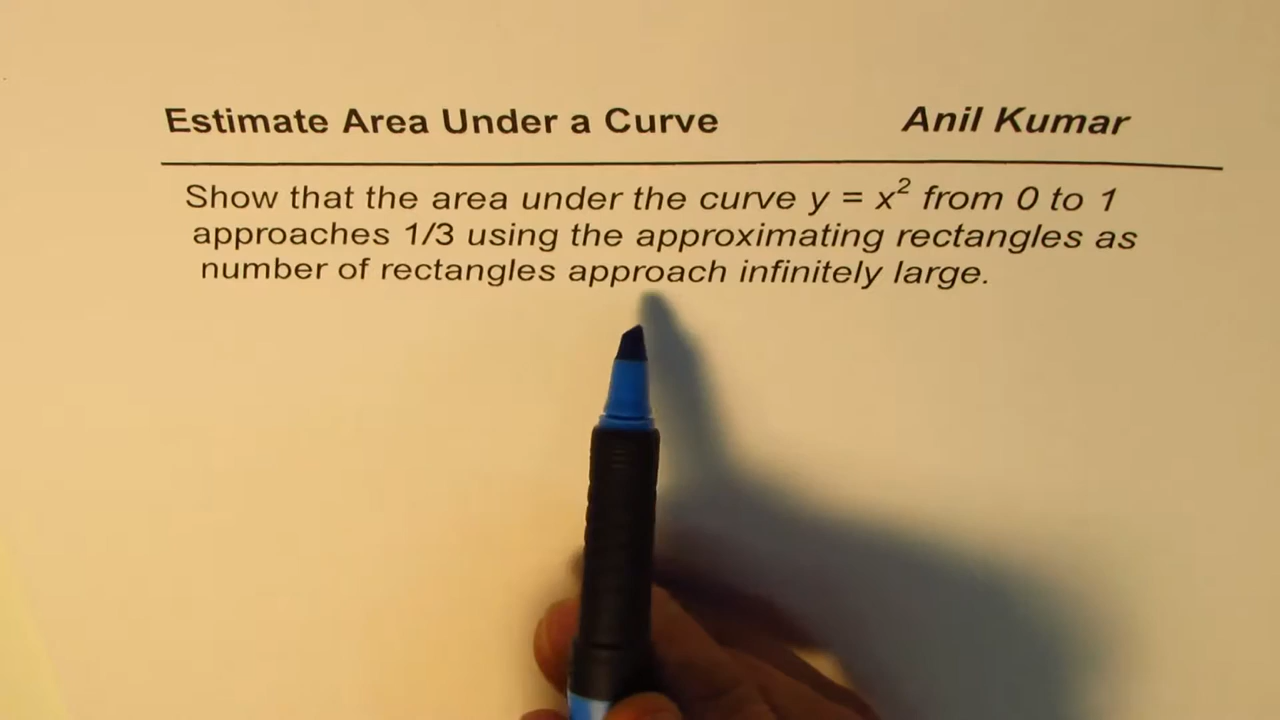 Estimate Area Under a Curve Anil Kumar
Show that the area under the curve y = x² from 0 to 1
approaches 1/3 using the approximating rectangles as
number of rectangles approach infinitely large.